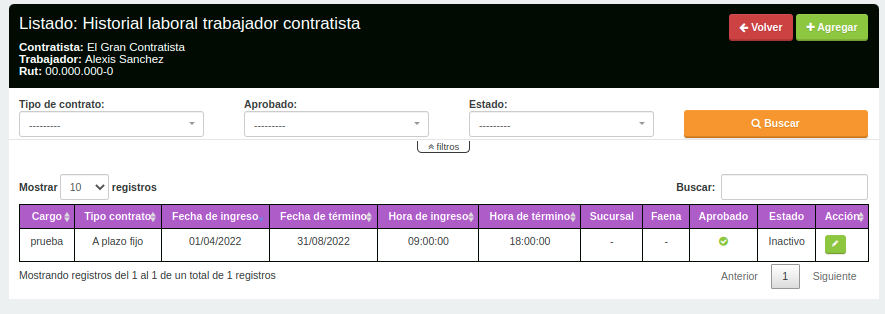 Listado: Historial laboral trabajador contratista
Volver
Agregar
Contratista: El Gran Contratista
Trabajador: Alexis Sanchez
Rut: 00.000.000-0
Tipo de contrato: Aprobado: Estado:
--------- --------- --------- Buscar
filtros
Mostrar 10 registros Buscar:
Cargo Tipo contrato Fecha de ingreso Fecha de término Hora de ingreso Hora de término Sucursal Faena Aprobado Estado Acción
prueba A plazo fijo 01/04/2022 31/08/2022 09:00:00 18:00:00 - - Inactivo
Mostrando registros del 1 al 1 de un total de 1 registros Anterior 1 Siguiente